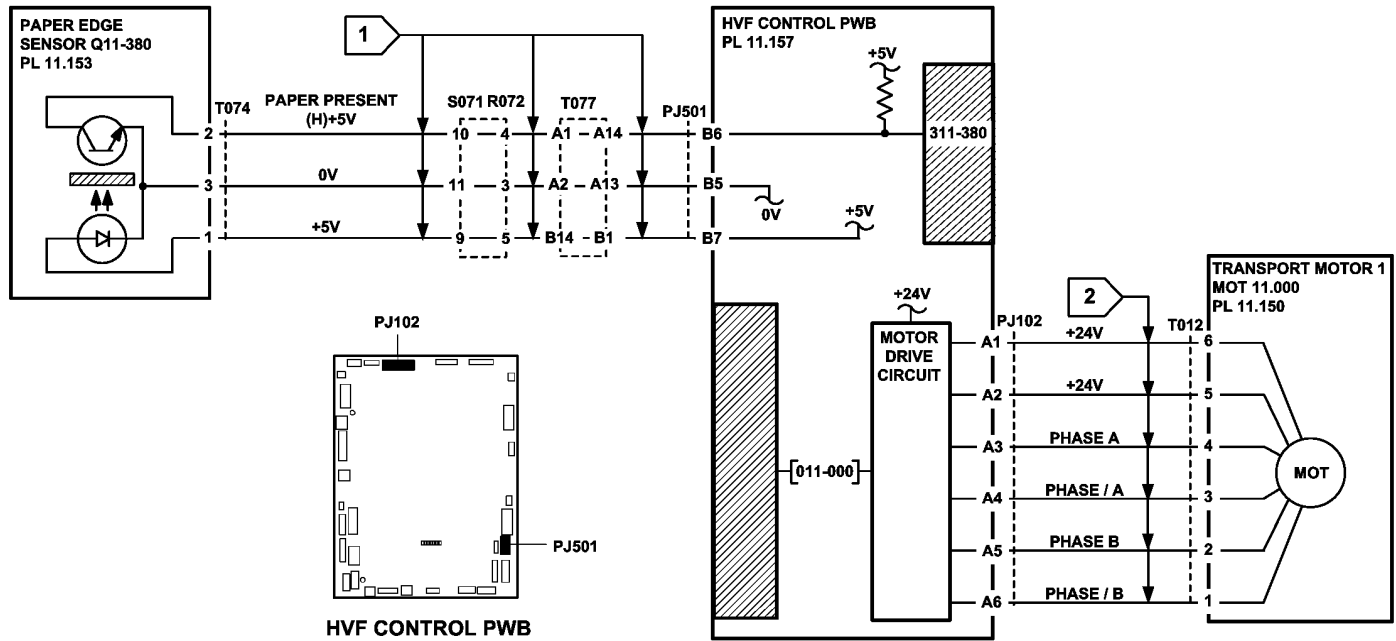 PAPER EDGE
SENSOR Q11-380
PL 11.153
1
HVF CONTROL PWB
PL 11.157
+5V
T074
PAPER PRESENT
(H)+5V
S071 R072
T077
PJ501
2
10
4
A1
A14
B6
311-380
3
0V
11
3
A2
A13
B5
0V
1
+5V
9
5
B14
B1
B7
+5V
PJ102
PJ501
HVF CONTROL PWB
+24V
MOTOR
DRIVE
CIRCUIT
011-000
PJ102
2
T012
TRANSPORT MOTOR 1
MOT 11.000
PL 11.150
A1
+24V
6
A2
+24V
5
A3
PHASE A
4
A4
PHASE / A
3
A5
PHASE B
2
A6
PHASE / B
1
MOT